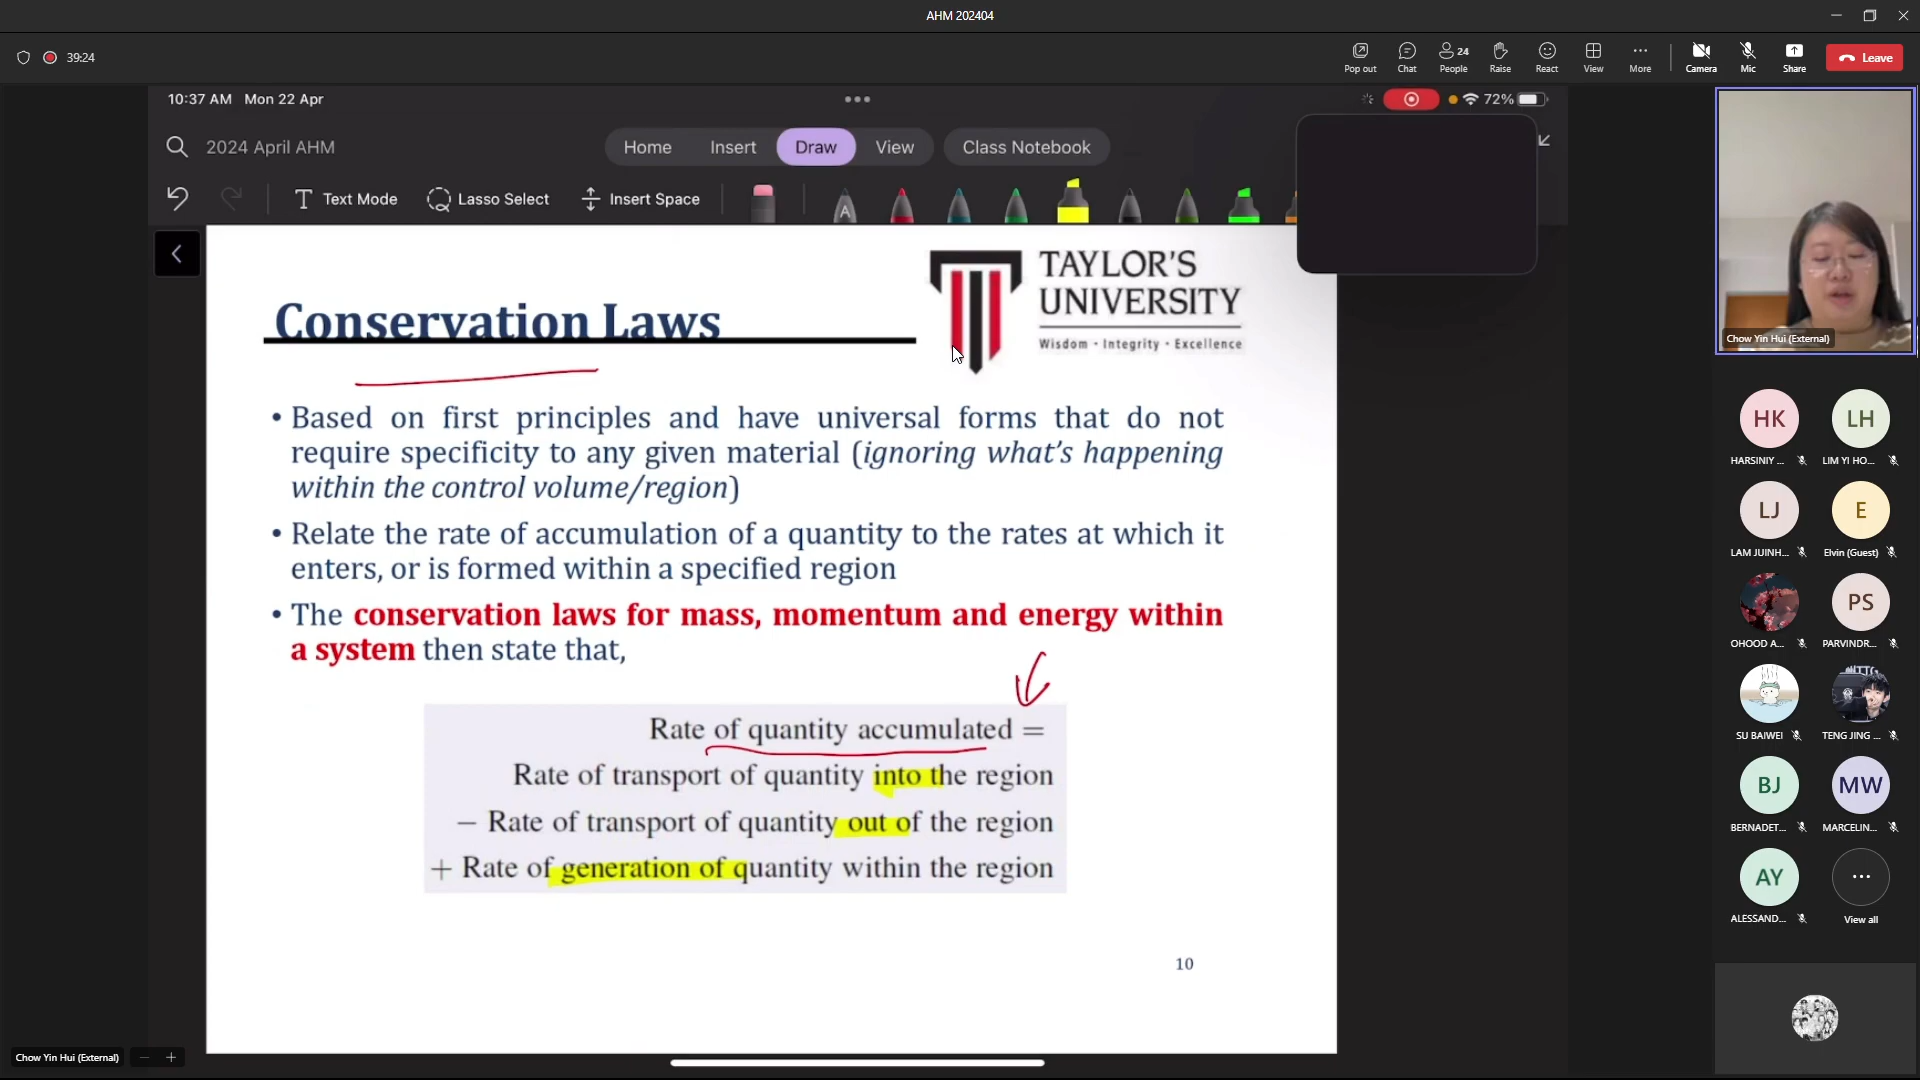 AHM 202404
39:24
Pop out
Chat
24
People
Raise
React
View
More
Camera
Mic
Share
Leave
10:37 AM Mon 22 Apr
72%
2024 April AHM
Home
Insert
Draw
View
Class Notebook
Text Mode
Lasso Select
Insert Space
A
TAYLOR'S
UNIVERSITY
Wisdom · Integrity · Excellence
Conservation Laws
• Based on first principles and have universal forms that do not
require specificity to any given material (ignoring what's happening
within the control volume/region)
• Relate the rate of accumulation of a quantity to the rates at which it
enters, or is formed within a specified region
• The conservation laws for mass, momentum and energy within
a system then state that,
Rate of quantity accumulated =
Rate of transport of quantity into the region
− Rate of transport of quantity out of the region
+ Rate of generation of quantity within the region
10
Chow Yin Hui (External)
HK
HARSINIY ...
LH
LIM YI HO...
LJ
LAM JUINH...
E
Elvin (Guest)
OHOOD A...
PS
PARVINDR...
SU BAIWEI
TENG JING ...
BJ
BERNADET...
MW
MARCELIN...
AY
ALESSAND...
View all
Chow Yin Hui (External)